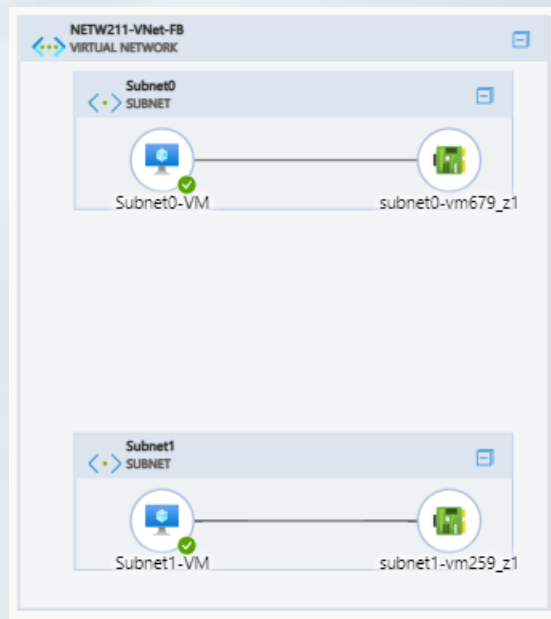 NETW211-VNet-FB
VIRTUAL NETWORK
Subnet0
SUBNET
Subnet0-VM
subnet0-vm679_z1
Subnet1
SUBNET
Subnet1-VM
subnet1-vm259_z1